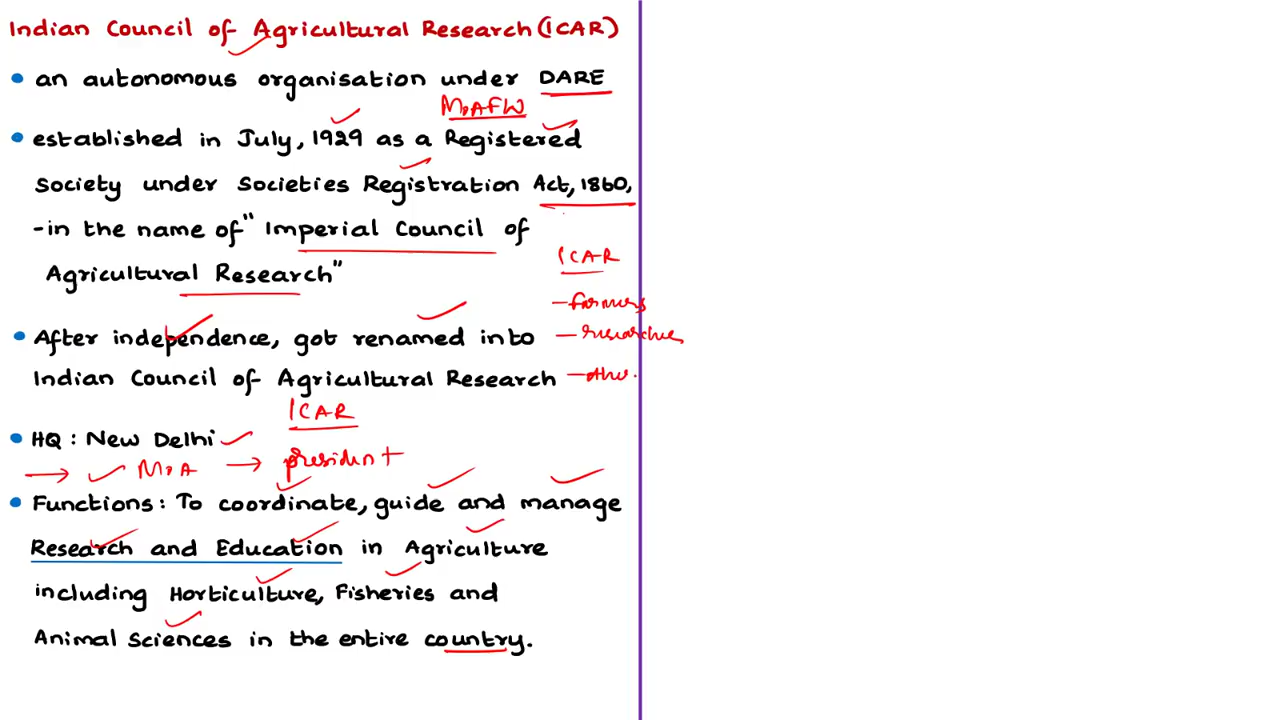 Indian Council of Agricultural Research (ICAR)
• an autonomous organisation under DARE
MoAFW
• established in July, 1929 as a Registered
Society under Societies Registration Act, 1860,
-in the name of "Imperial Council of
Agricultural Research"
ICAR
-farmers
• After independence, got renamed into
Indian Council of Agricultural Research
ICAR
• HQ: New Delhi
→ MoA → president
• Functions: To coordinate, guide and manage
Research and Education in Agriculture
including Horticulture, Fisheries and
Animal Sciences in the entire country.